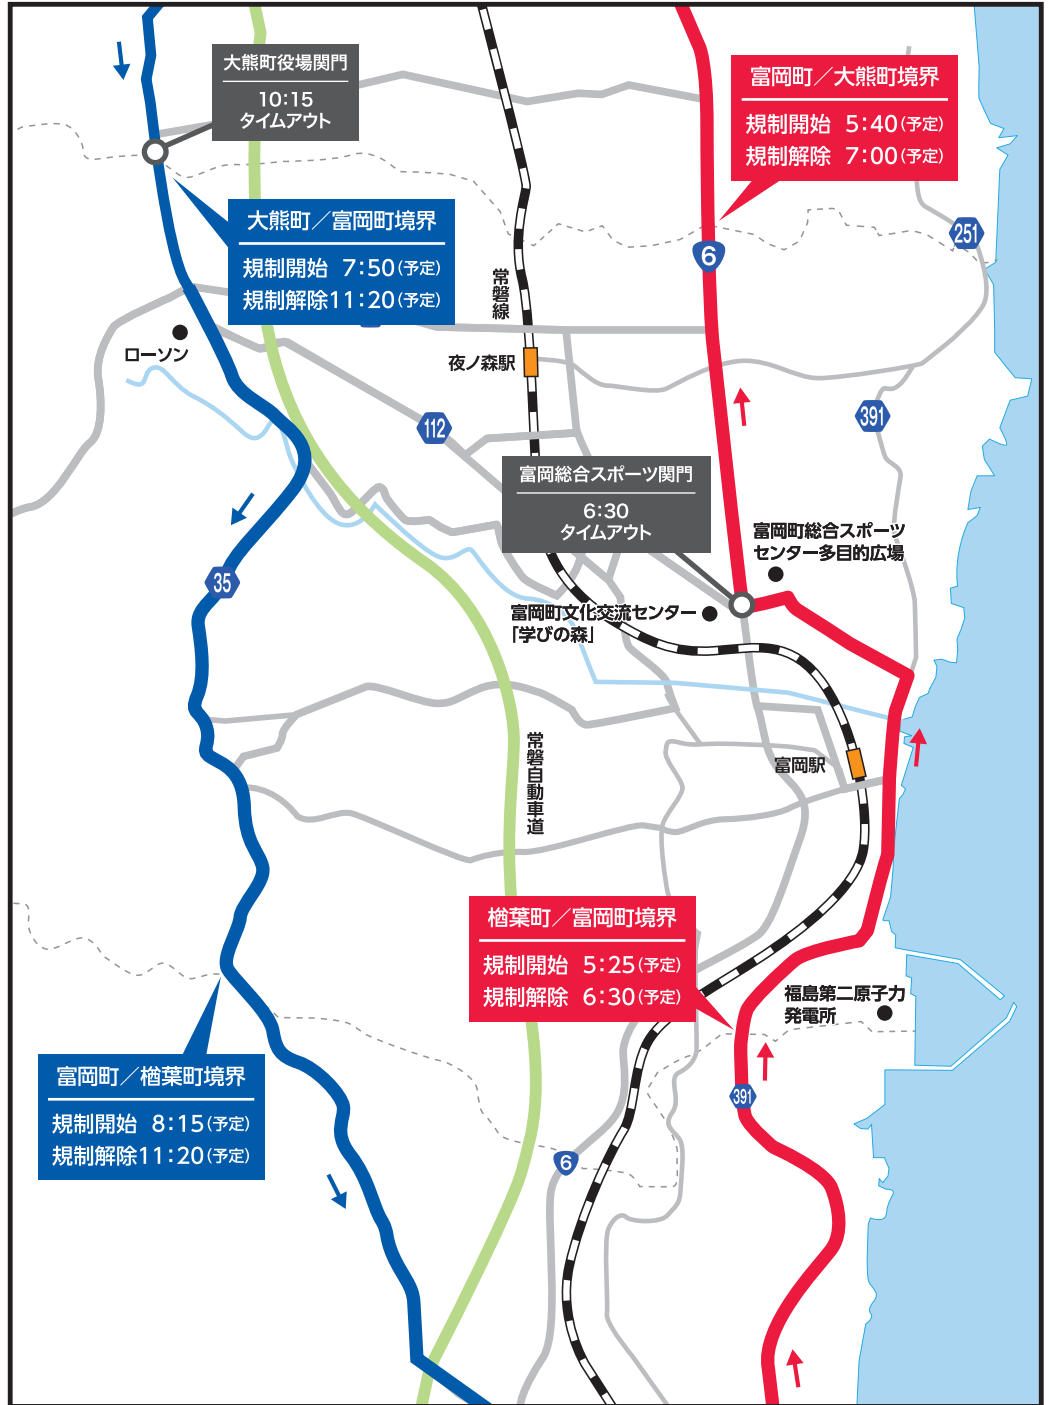 大熊町役場関門
10:15
タイムアウト
富岡町／大熊町境界
規制開始 5:40(予定)
規制解除 7:00(予定)
大熊町／富岡町境界
規制開始 7:50(予定)
規制解除11:20(予定)
251
6
常磐線
ローソン
夜ノ森駅
391
112
富岡総合スポーツ関門
6:30
タイムアウト
富岡町総合スポーツ
センター多目的広場
35
富岡町文化交流センター
「学びの森」
常磐自動車道
富岡駅
楢葉町／富岡町境界
規制開始 5:25(予定)
規制解除 6:30(予定)
福島第二原子力
発電所
富岡町／楢葉町境界
規制開始 8:15(予定)
規制解除11:20(予定)
391
6